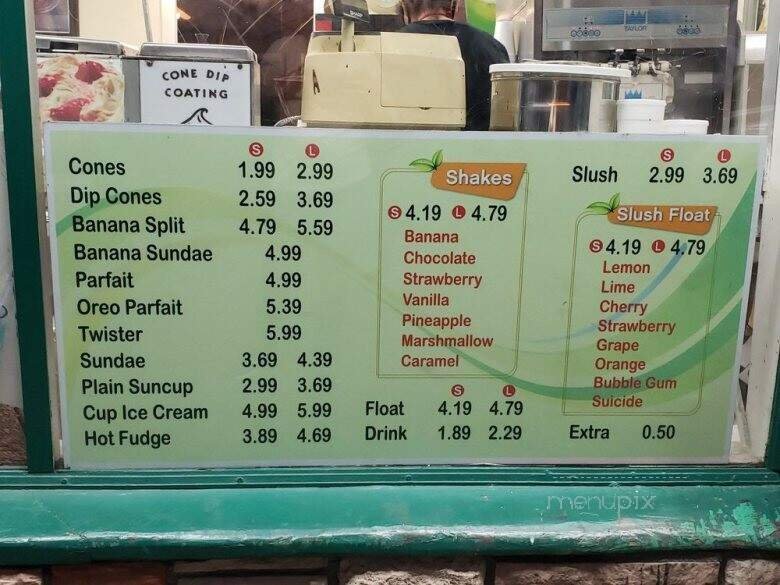 SHARP
TAYLOR
CONE DIP
COATING
A
S L
Cones 1.99 2.99
Dip Cones 2.59 3.69
Banana Split 4.79 5.59
Banana Sundae 4.99
Parfait 4.99
Oreo Parfait 5.39
Twister 5.99
Sundae 3.69 4.39
Plain Suncup 2.99 3.69
Cup Ice Cream 4.99 5.99
Hot Fudge 3.89 4.69
Shakes
S 4.19 L 4.79
Banana
Chocolate
Strawberry
Vanilla
Pineapple
Marshmallow
Caramel
S L
Float 4.19 4.79
Drink 1.89 2.29
S L
Slush 2.99 3.69
Slush Float
S 4.19 L 4.79
Lemon
Lime
Cherry
Strawberry
Grape
Orange
Bubble Gum
Suicide
Extra 0.50
menupix